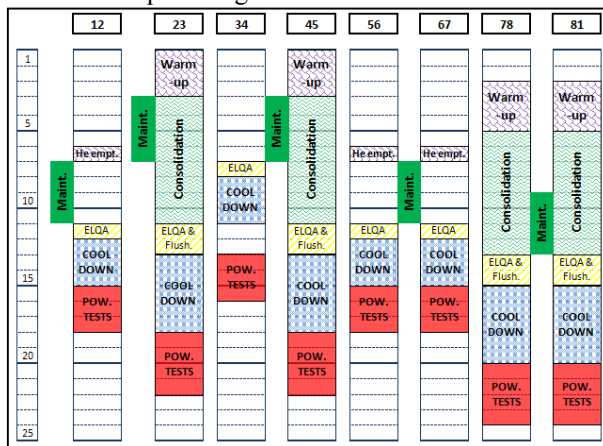 12 23 34 45 56 67 78 81
1
5
10
15
20
25
Maint.
He empt.
ELQA
COOL
DOWN
POW.
TESTS
Maint.
Warm
-up
Consolidation
ELQA &
Flush.
COOL
DOWN
POW.
TESTS
ELQA
COOL
DOWN
POW.
TESTS
Maint.
Warm
-up
Consolidation
ELQA &
Flush.
COOL
DOWN
POW.
TESTS
He empt.
ELQA
COOL
DOWN
POW.
TESTS
Maint.
He empt.
ELQA
COOL
DOWN
POW.
TESTS
Warm
-up
Consolidation
ELQA &
Flush.
COOL
DOWN
POW.
TESTS
Maint.
Warm
-up
Consolidation
ELQA &
Flush.
COOL
DOWN
POW.
TESTS